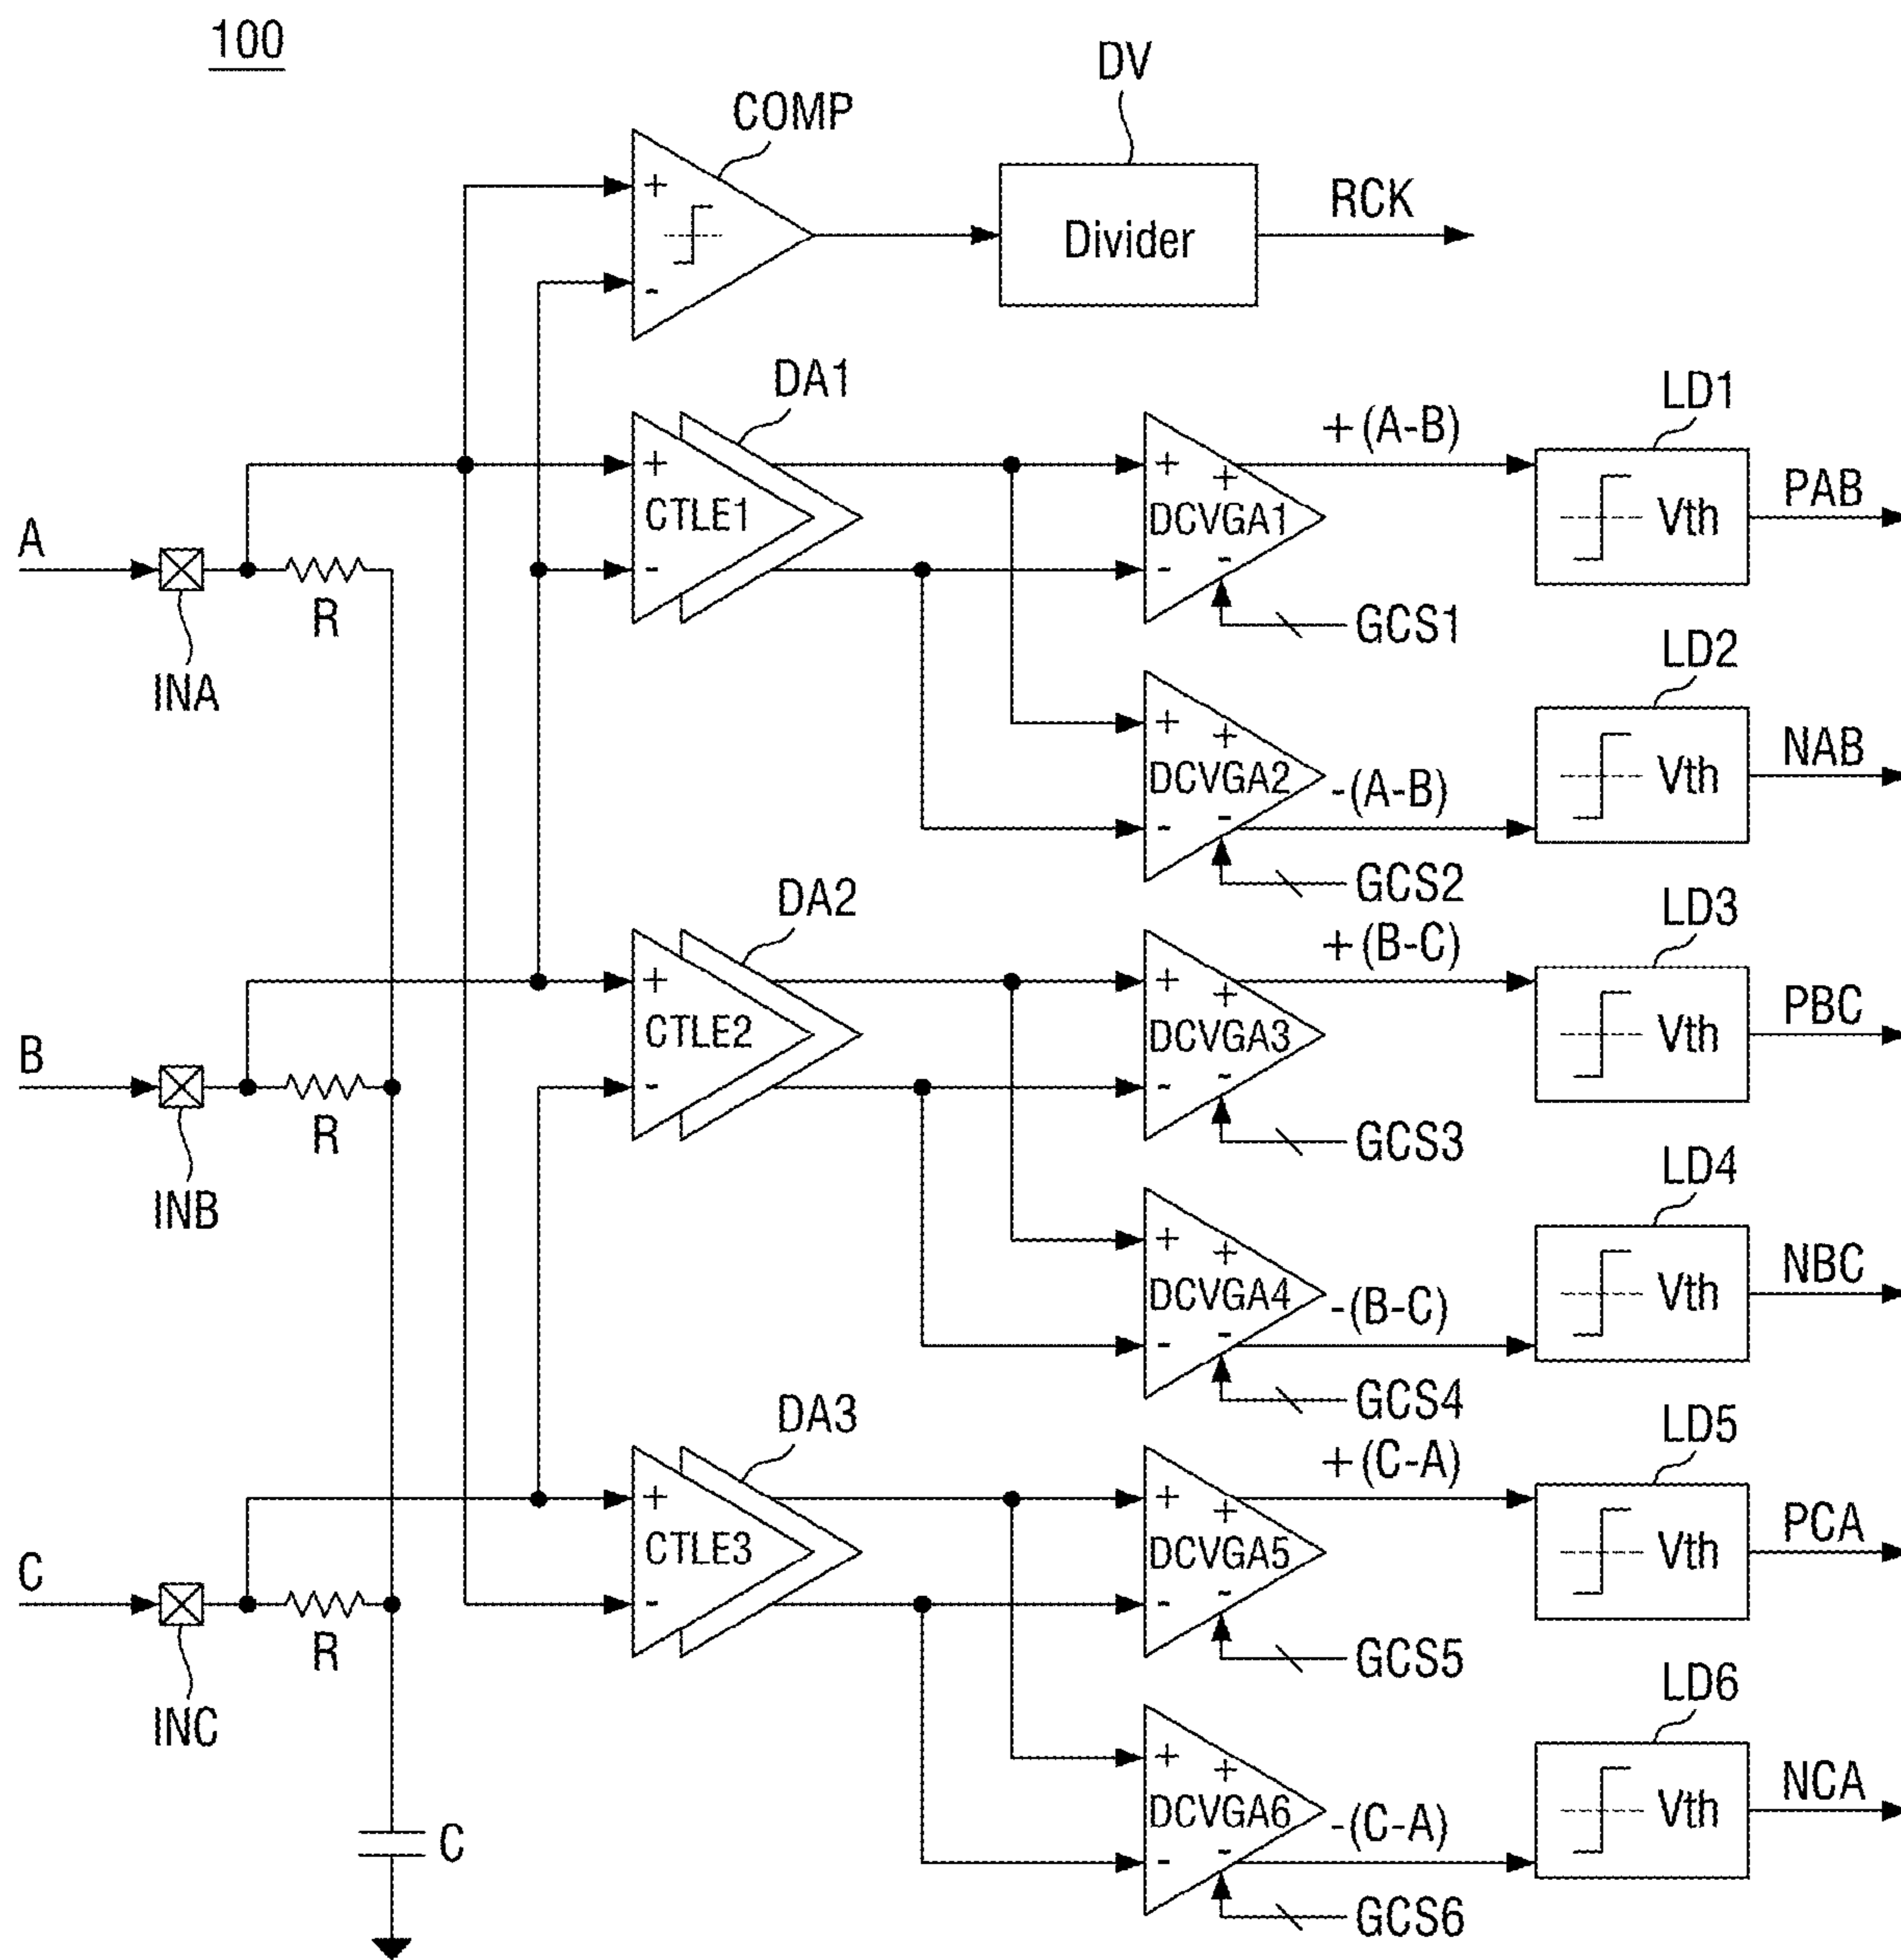 100
COMP
DV
+
-
Divider
RCK
DA1
+
CTLE1
-
+
+
DCVGA1
-
-
+(A-B)
LD1
Vth
PAB
GCS1
A
R
INA
+
+
DCVGA2
-
-
-(A-B)
LD2
Vth
NAB
GCS2
DA2
+
CTLE2
-
+
+
DCVGA3
-
-
+(B-C)
LD3
Vth
PBC
GCS3
B
R
INB
+
+
DCVGA4
-
-
-(B-C)
LD4
Vth
NBC
GCS4
DA3
+
CTLE3
-
+
+
DCVGA5
-
-
+(C-A)
LD5
Vth
PCA
GCS5
C
R
INC
+
+
DCVGA6
-
-
-(C-A)
LD6
Vth
NCA
GCS6
C